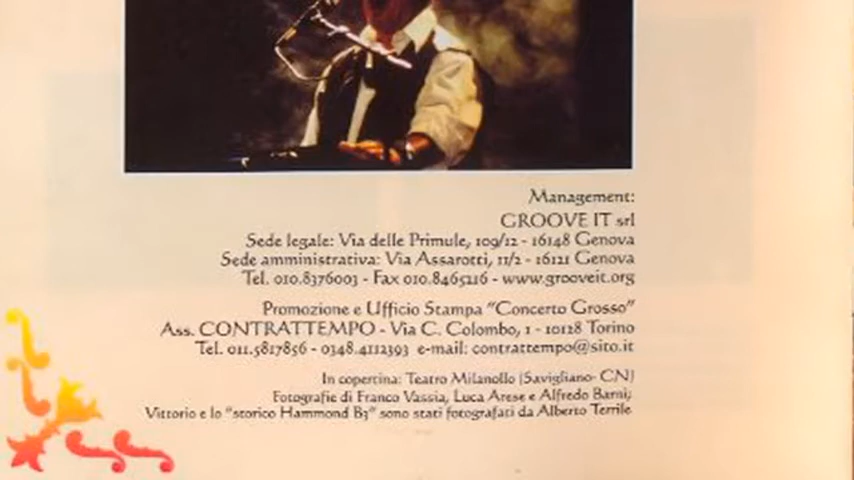 Management:
GROOVE IT srl
Sede legale: Via delle Primule, 109/12 - 16148 Genova
Sede amministrativa: Via Assarotti, 11/2 - 16121 Genova
Tel. 010.8376003 - Fax 010.8465216 - www.grooveit.org
Promozione e Ufficio Stampa "Concerto Grosso"
Ass. CONTRATTEMPO - Via C. Colombo, 1 - 10128 Torino
Tel. 011.5817856 - 0348.4112393 e-mail: contrattempo@sito.it
In copertina: Teatro Milanollo (Savigliano- CN)
Fotografie di Franco Vassia, Luca Arese e Alfredo Barni;
Vittorio e lo "storico Hammond B3" sono stati fotografati da Alberto Terrile